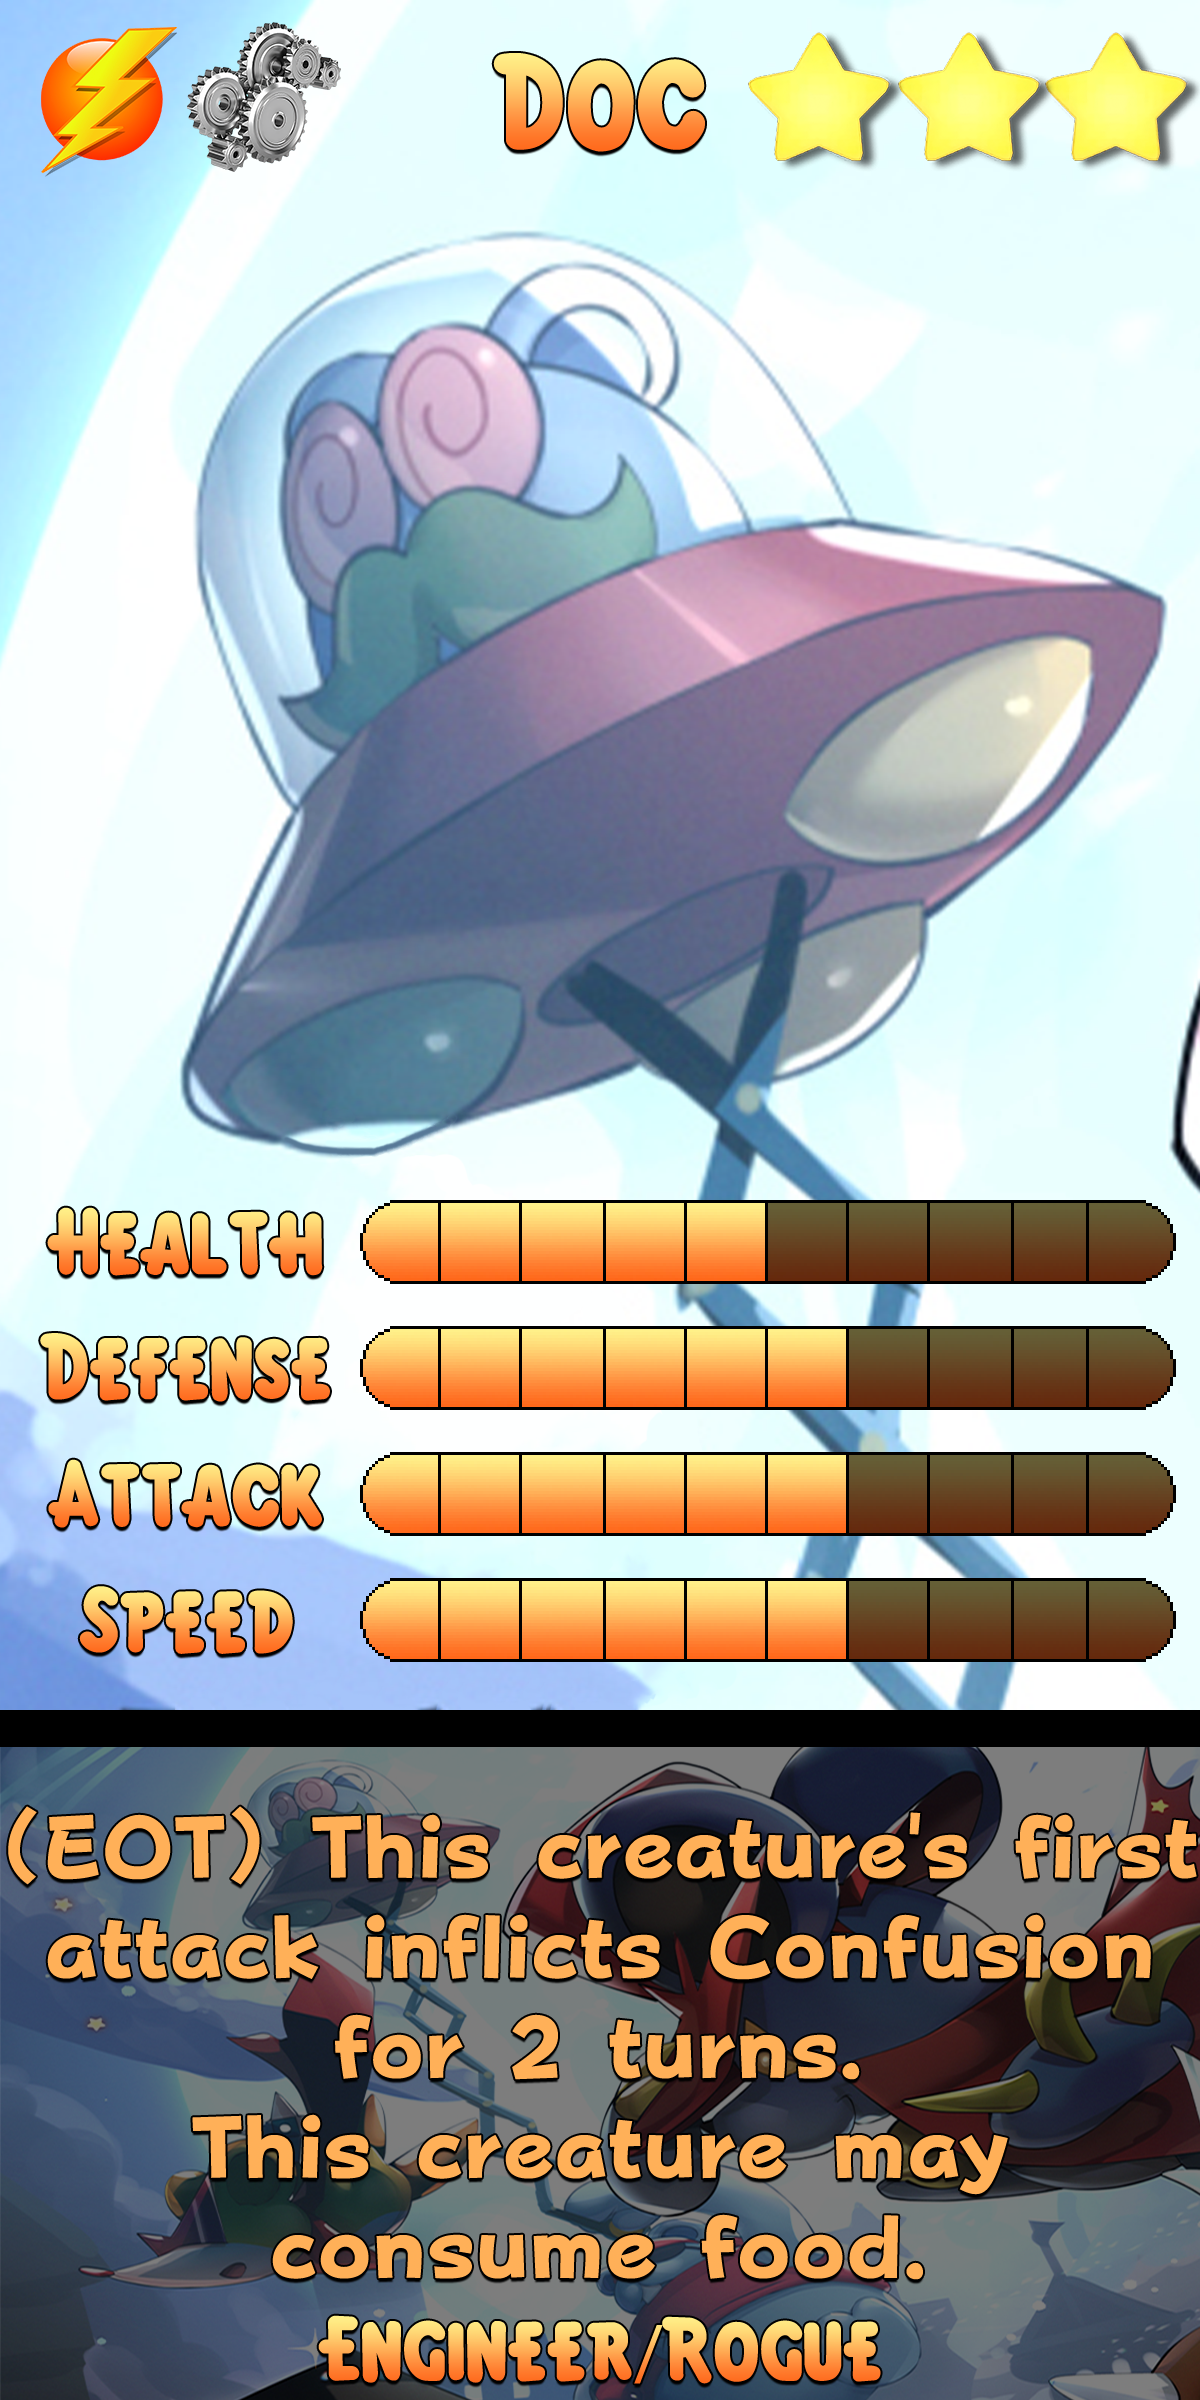 DOC
HEALTH
DEFENSE
ATTACK
SPEED
(EOT) This creature's first
attack inflicts Confusion
for 2 turns.
This creature may
consume food.
ENGINEER/ROGUE